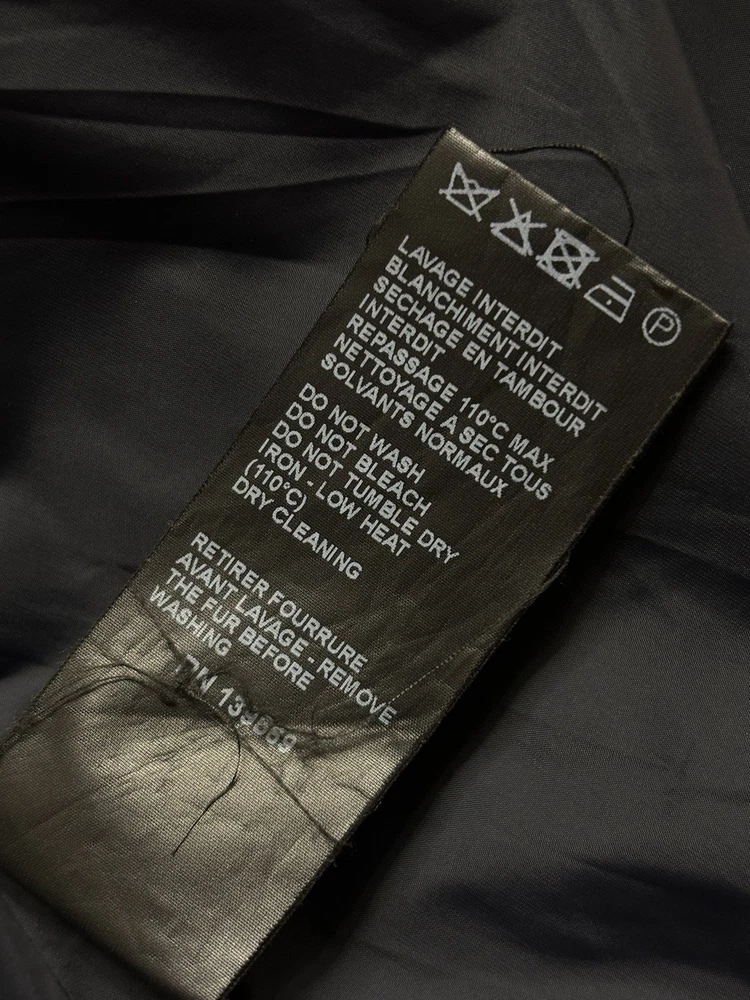 P
LAVAGE INTERDIT
BLANCHIMENT INTERDIT
SECHAGE EN TAMBOUR
INTERDIT
REPASSAGE 110°C MAX
NETTOYAGE A SEC TOUS
SOLVANTS NORMAUX
DO NOT WASH
DO NOT BLEACH
DO NOT TUMBLE DRY
IRON - LOW HEAT
(110°C)
DRY CLEANING
RETIRER FOURRURE
AVANT LAVAGE - REMOVE
THE FUR BEFORE
WASHING
RN